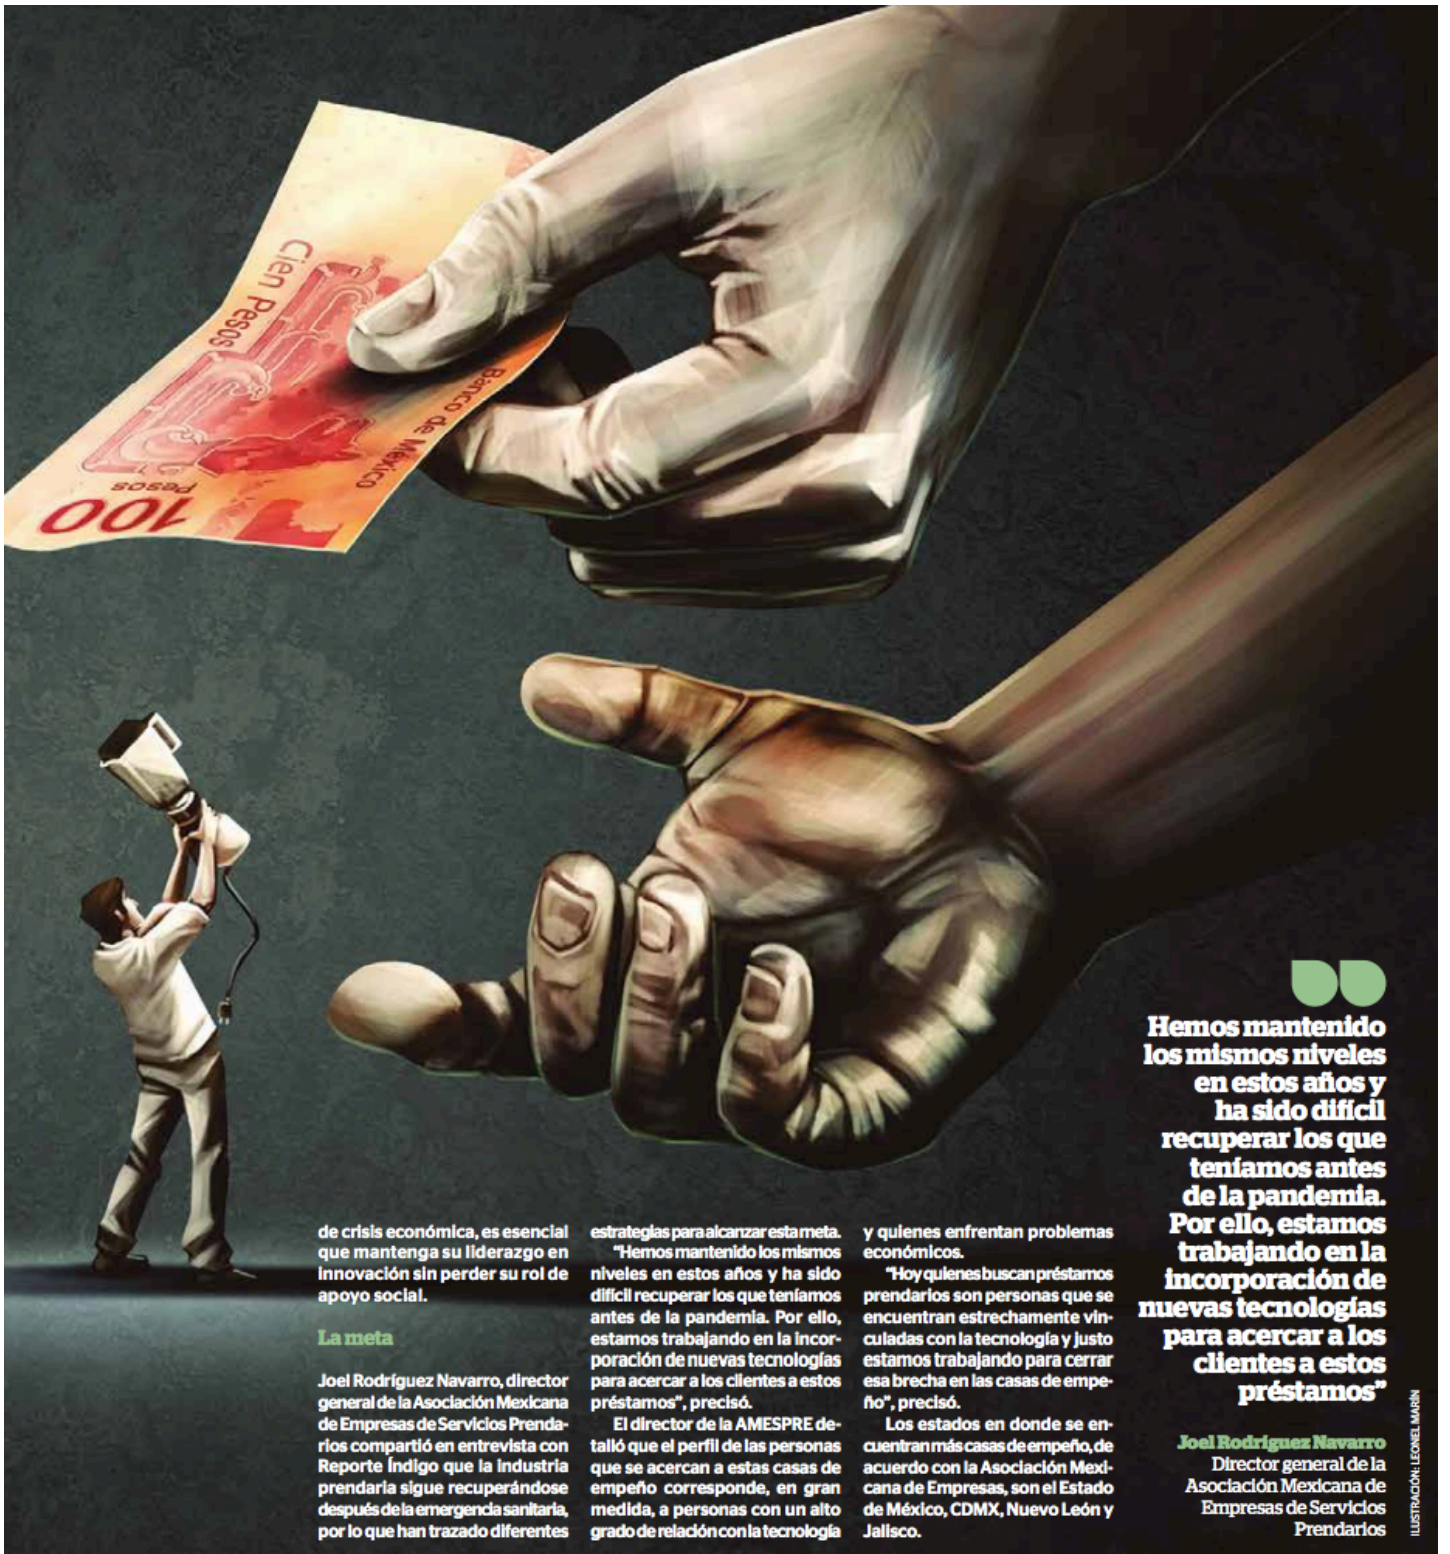 Cien Pesos
Banco de México
Pesos
100
de crisis económica, es esencial
que mantenga su liderazgo en
innovación sin perder su rol de
apoyo social.
La meta
Joel Rodríguez Navarro, director
general de la Asociación Mexicana
de Empresas de Servicios Prenda-
rios compartió en entrevista con
Reporte Índigo que la industria
prendaria sigue recuperándose
después de la emergencia sanitaria,
por lo que han trazado diferentes
estrategias para alcanzar esta meta.
“Hemos mantenido los mismos
niveles en estos años y ha sido
difícil recuperar los que teníamos
antes de la pandemia. Por ello,
estamos trabajando en la incor-
poración de nuevas tecnologías
para acercar a los clientes a estos
préstamos”, precisó.
El director de la AMESPRE de-
talló que el perfil de las personas
que se acercan a estas casas de
empeño corresponde, en gran
medida, a personas con un alto
grado de relación con la tecnología
y quienes enfrentan problemas
económicos.
“Hoy quienes buscan préstamos
prendarios son personas que se
encuentran estrechamente vin-
culadas con la tecnología y justo
estamos trabajando para cerrar
esa brecha en las casas de empe-
ño”, precisó.
Los estados en donde se en-
cuentran más casas de empeño, de
acuerdo con la Asociación Mexi-
cana de Empresas, son el Estado
de México, CDMX, Nuevo León y
Jalisco.
Hemos mantenido
los mismos niveles
en estos años y
ha sido difícil
recuperar los que
teníamos antes
de la pandemia.
Por ello, estamos
trabajando en la
incorporación de
nuevas tecnologías
para acercar a los
clientes a estos
préstamos”
Joel Rodríguez Navarro
Director general de la
Asociación Mexicana de
Empresas de Servicios
Prendarios
ILUSTRACIÓN: LEONEL MARÍN